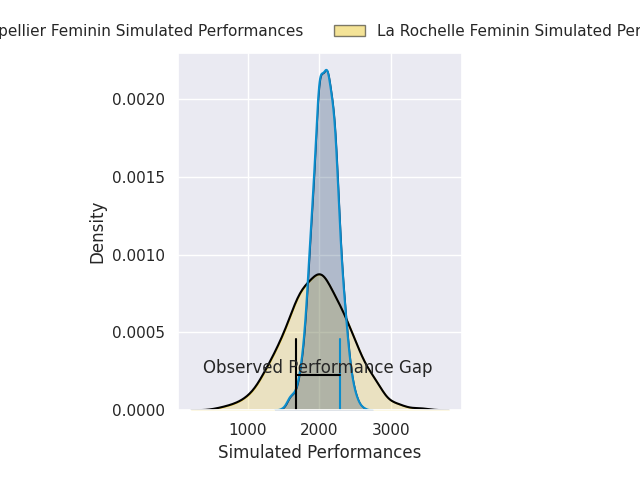 pellier Feminin Simulated Performances
La Rochelle Feminin Simulated
Density
0.0020
0.0015
0.0010
0.0005
0.0000
Observed Performance Gap
1000 2000 3000
Simulated Performances